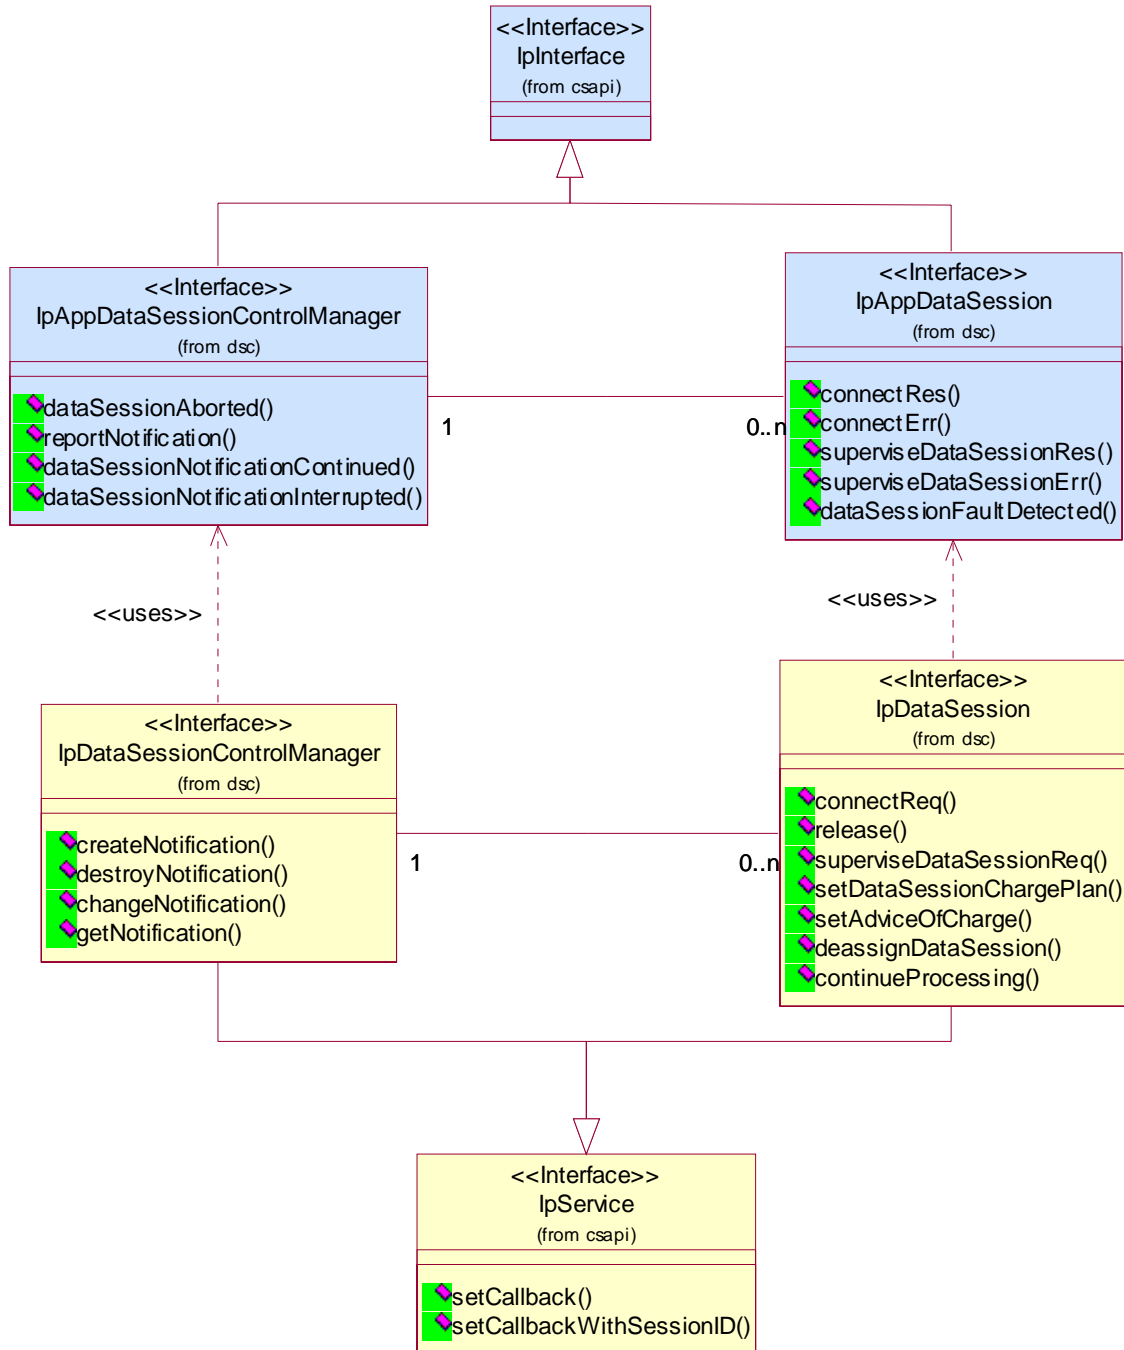 <<Interface>>
IpInterface
(from csapi)
<<Interface>>
IpAppDataSessionControlManager
(from dsc)
dataSessionAborted()
reportNotification()
dataSessionNotificationContinued()
dataSessionNotificationInterrupted()
<<Interface>>
IpAppDataSession
(from dsc)
connectRes()
connectErr()
superviseDataSessionRes()
superviseDataSessionErr()
dataSessionFaultDetected()
1
0..n
<<uses>>
<<uses>>
<<Interface>>
IpDataSessionControlManager
(from dsc)
createNotification()
destroyNotification()
changeNotification()
getNotification()
<<Interface>>
IpDataSession
(from dsc)
connectReq()
release()
superviseDataSessionReq()
setDataSessionChargePlan()
setAdviceOfCharge()
deassignDataSession()
continueProcessing()
1
0..n
<<Interface>>
IpService
(from csapi)
setCallback()
setCallbackWithSessionID()